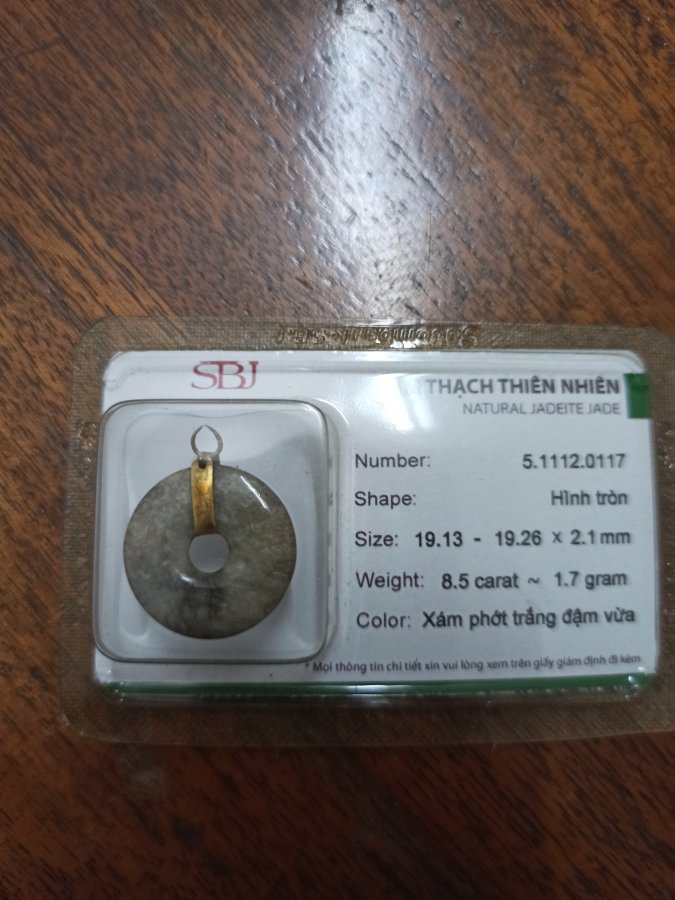 SBJ
THẠCH THIÊN NHIÊN
NATURAL JADEITE JADE
Number: 5.1112.0117
Shape: Hình tròn
Size: 19.13 - 19.26 x 2.1 mm
Weight: 8.5 carat ~ 1.7 gram
Color: Xám phớt trắng đậm vừa
* Mọi thông tin chi tiết xin vui lòng xem trên giấy giám định đi kèm